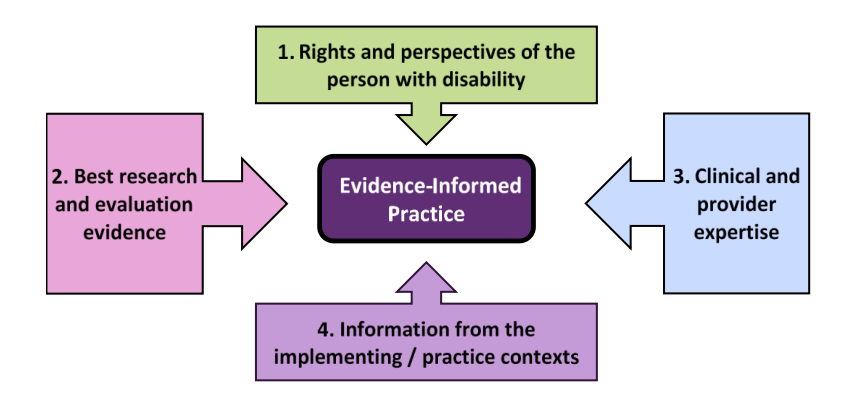 1. Rights and perspectives of the
person with disability
2. Best research
and evaluation
evidence
Evidence-Informed
Practice
3. Clinical and
provider
expertise
4. Information from the
implementing / practice contexts